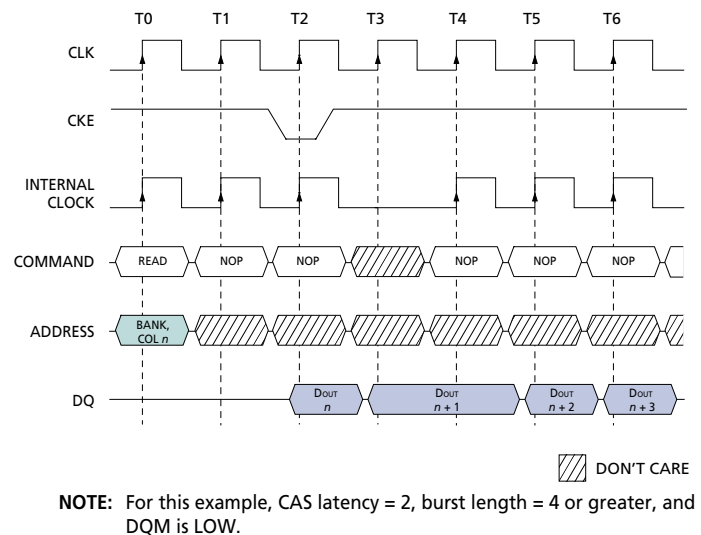 T0 T1 T2 T3 T4 T5 T6
CLK
CKE
INTERNAL
CLOCK
COMMAND READ NOP NOP NOP NOP NOP
ADDRESS BANK,
COL n
DQ DOUT DOUT DOUT DOUT
n n + 1 n + 2 n + 3
DON'T CARE
NOTE: For this example, CAS latency = 2, burst length = 4 or greater, and
DQM is LOW.